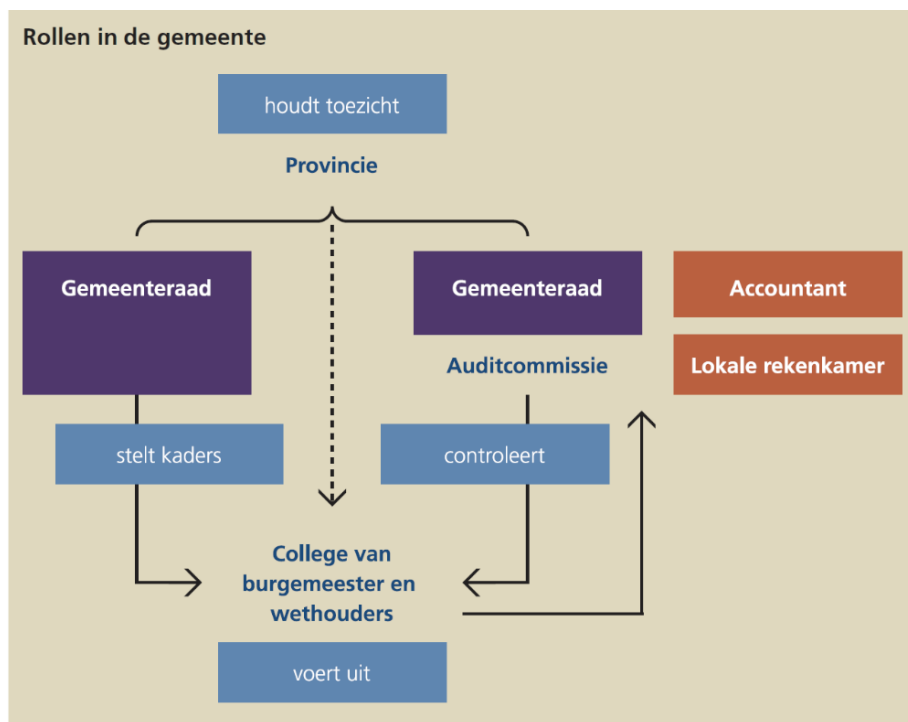 Rollen in de gemeente
houdt toezicht
Provincie
Gemeenteraad
Gemeenteraad
Accountant
Auditcommissie
Lokale rekenkamer
stelt kaders
controleert
College van
burgemeester en
wethouders
voert uit